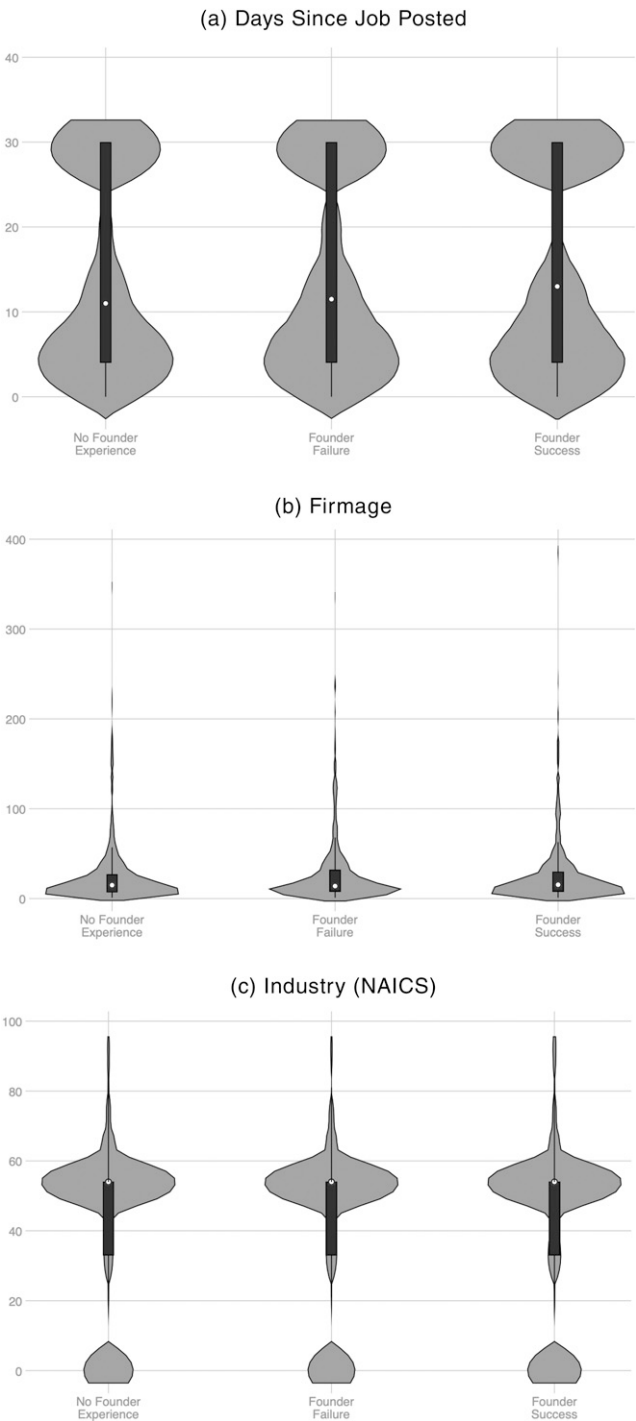 (a) Days Since Job Posted
40
30
20
10
0
No Founder Experience
Founder Failure
Founder Success
(b) Firmage
400
300
200
100
0
No Founder Experience
Founder Failure
Founder Success
(c) Industry (NAICS)
100
80
60
40
20
0
No Founder Experience
Founder Failure
Founder Success